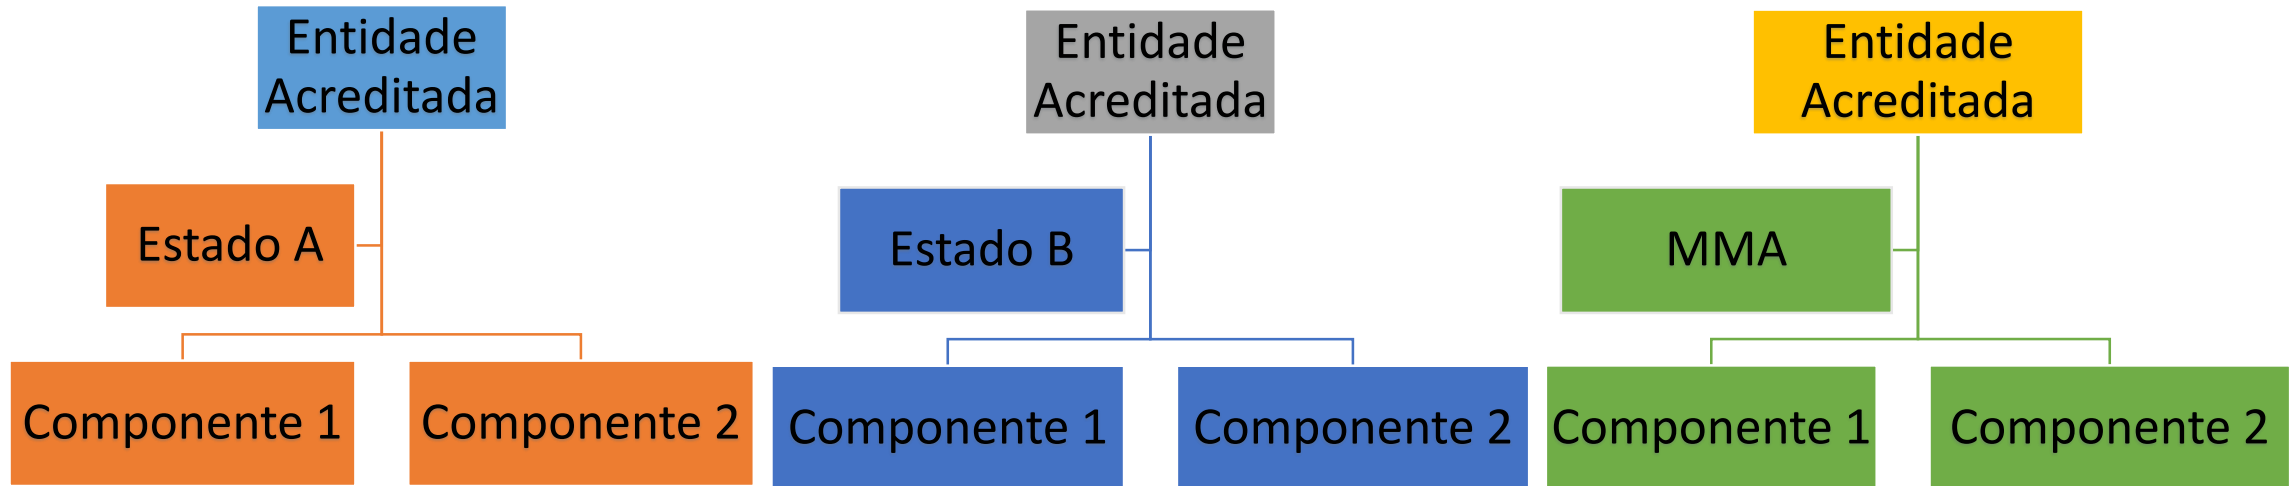 Entidade
Acreditada
Estado A
Componente 1
Componente 2
Entidade
Acreditada
Estado B
Componente 1
Componente 2
Entidade
Acreditada
MMA
Componente 1
Componente 2